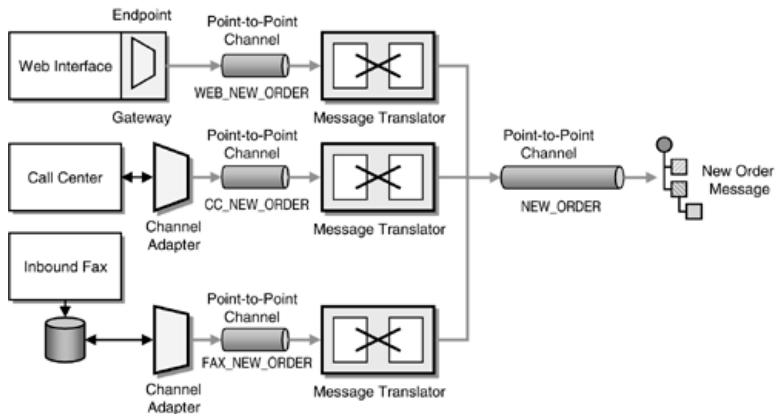 Endpoint
Web Interface
Gateway
Point-to-Point
Channel
WEB_NEW_ORDER
Message Translator
Call Center
Channel
Adapter
Point-to-Point
Channel
CC_NEW_ORDER
Message Translator
Point-to-Point
Channel
NEW_ORDER
New Order
Message
Inbound Fax
Channel
Adapter
Point-to-Point
Channel
FAX_NEW_ORDER
Message Translator